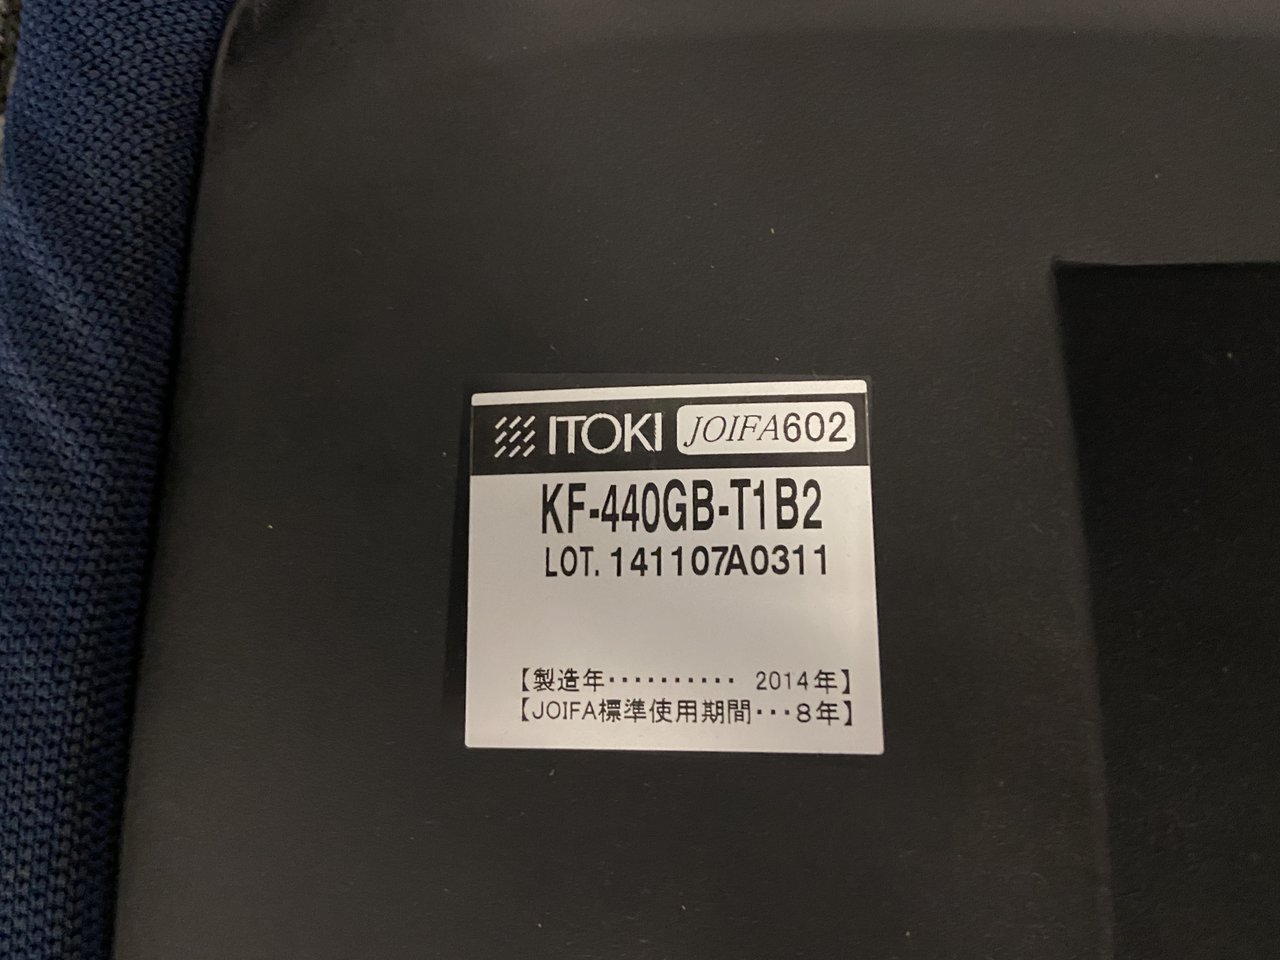 ITOKI JOIFA602
KF-440GB-T1B2
LOT. 141107A0311
【製造年・・・・・・・・・・ 2014年】
【JOIFA標準使用期間・・・8年】